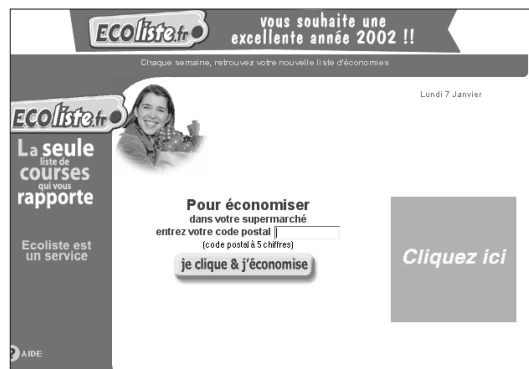 ECOliste.fr
vous souhaite une
excellente année 2002 !!
Chaque semaine, retrouvez votre nouvelle liste d'économies
Lundi 7 Janvier
ECOliste.fr
La seule
liste de
courses
qui vous
rapporte
Ecoliste est
un service
Pour économiser
dans votre supermarché
entrez votre code postal
(code postal à 5 chiffres)
je clique & j'économise
Cliquez ici
? AIDE